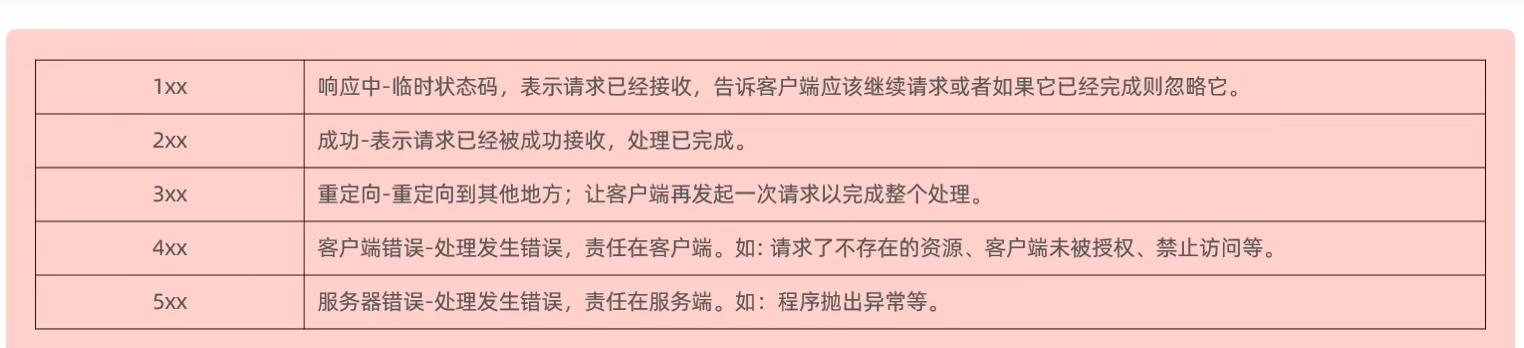 1xx 响应中-临时状态码，表示请求已经接收，告诉客户端应该继续请求或者如果它已经完成则忽略它。
2xx 成功-表示请求已经被成功接收，处理已完成。
3xx 重定向-重定向到其他地方；让客户端再发起一次请求以完成整个处理。
4xx 客户端错误-处理发生错误，责任在客户端。如: 请求了不存在的资源、客户端未被授权、禁止访问等。
5xx 服务器错误-处理发生错误，责任在服务端。如：程序抛出异常等。